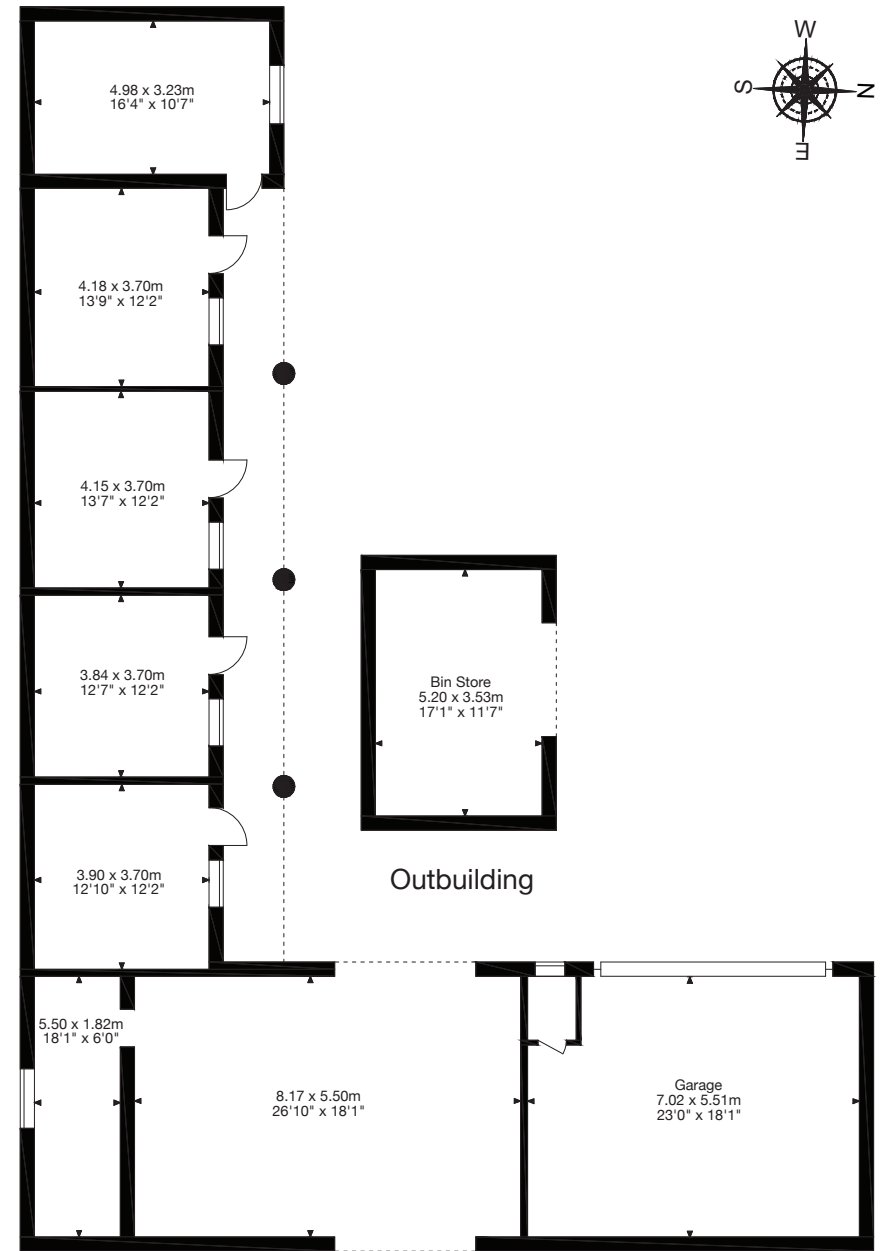 W
S
N
E
4.98 x 3.23m
16'4" x 10'7"
4.18 x 3.70m
13'9" x 12'2"
4.15 x 3.70m
13'7" x 12'2"
3.84 x 3.70m
12'7" x 12'2"
Bin Store
5.20 x 3.53m
17'1" x 11'7"
3.90 x 3.70m
12'10" x 12'2"
Outbuilding
5.50 x 1.82m
18'1" x 6'0"
8.17 x 5.50m
26'10" x 18'1"
Garage
7.02 x 5.51m
23'0" x 18'1"